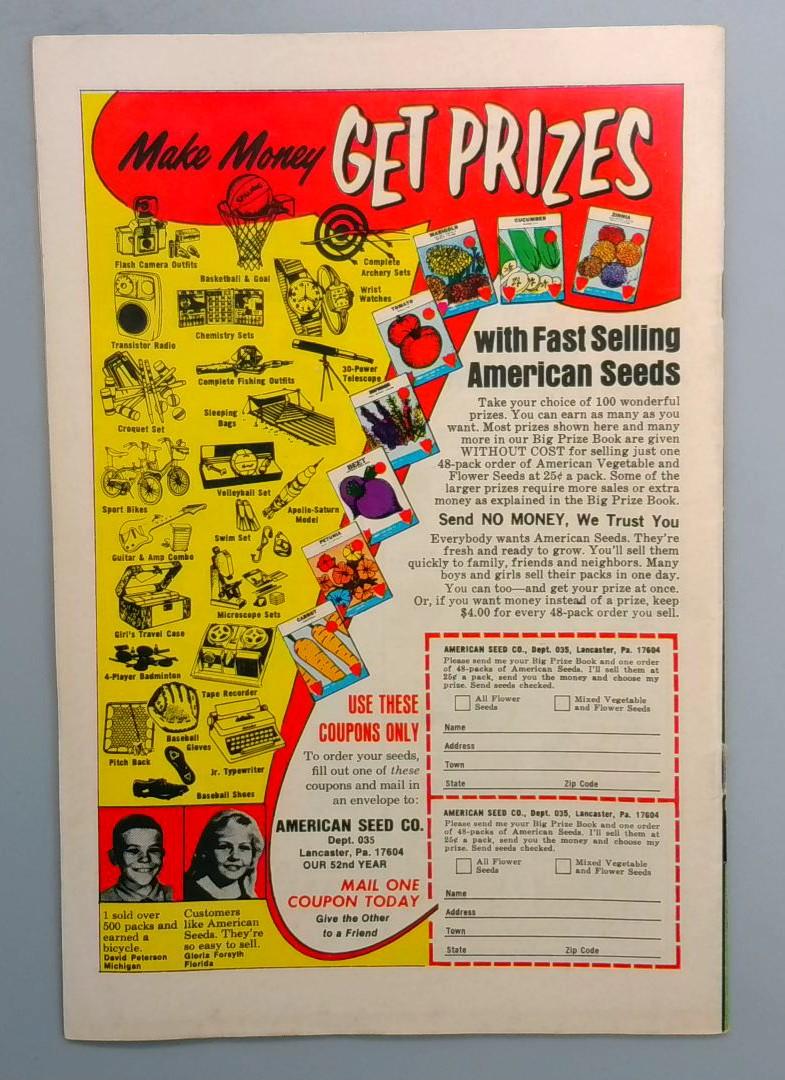 Make Money GET PRIZES
SPALDING
Flash Camera Outfits
Basketball & Goal
Complete
Archery Sets
Wrist
Watches
Transistor Radio
Chemistry Sets
30-Power
Telescope
Complete Fishing Outfits
Croquet Set
Sleeping
Bags
Sport Bikes
Volleyball Set
Apollo-Saturn
Model
Swim Set
Guitar & Amp Combo
Microscope Sets
Girl's Travel Case
4-Player Badminton
Tape Recorder
Pitch Back
Baseball
Gloves
Jr. Typewriter
Baseball Shoes
MARIGOLD
CUCUMBER
ZINNIA
TOMATO
BEET
PETUNIA
CARROT
with Fast Selling
American Seeds
Take your choice of 100 wonderful
prizes. You can earn as many as you
want. Most prizes shown here and many
more in our Big Prize Book are given
WITHOUT COST for selling just one
48-pack order of American Vegetable and
Flower Seeds at 25¢ a pack. Some of the
larger prizes require more sales or extra
money as explained in the Big Prize Book.
Send NO MONEY, We Trust You
Everybody wants American Seeds. They're
fresh and ready to grow. You'll sell them
quickly to family, friends and neighbors. Many
boys and girls sell their packs in one day.
You can too—and get your prize at once.
Or, if you want money instead of a prize, keep
$4.00 for every 48-pack order you sell.
USE THESE
COUPONS ONLY
To order your seeds,
fill out one of these
coupons and mail in
an envelope to:
AMERICAN SEED CO.
Dept. 035
Lancaster, Pa. 17604
OUR 52nd YEAR
MAIL ONE
COUPON TODAY
Give the Other
to a Friend
AMERICAN SEED CO., Dept. 035, Lancaster, Pa. 17604
Please send me your Big Prize Book and one order
of 48-packs of American Seeds. I'll sell them at
25¢ a pack, send you the money and choose my
prize. Send seeds checked.
All Flower
Seeds
Mixed Vegetable
and Flower Seeds
Name
Address
Town
State Zip Code
AMERICAN SEED CO., Dept. 035, Lancaster, Pa. 17604
Please send me your Big Prize Book and one order
of 48-packs of American Seeds. I'll sell them at
25¢ a pack, send you the money and choose my
prize. Send seeds checked.
All Flower
Seeds
Mixed Vegetable
and Flower Seeds
Name
Address
Town
State Zip Code
I sold over
500 packs and
earned a
bicycle.
David Peterson
Michigan
Customers
like American
Seeds. They're
so easy to sell.
Gloria Forsyth
Florida